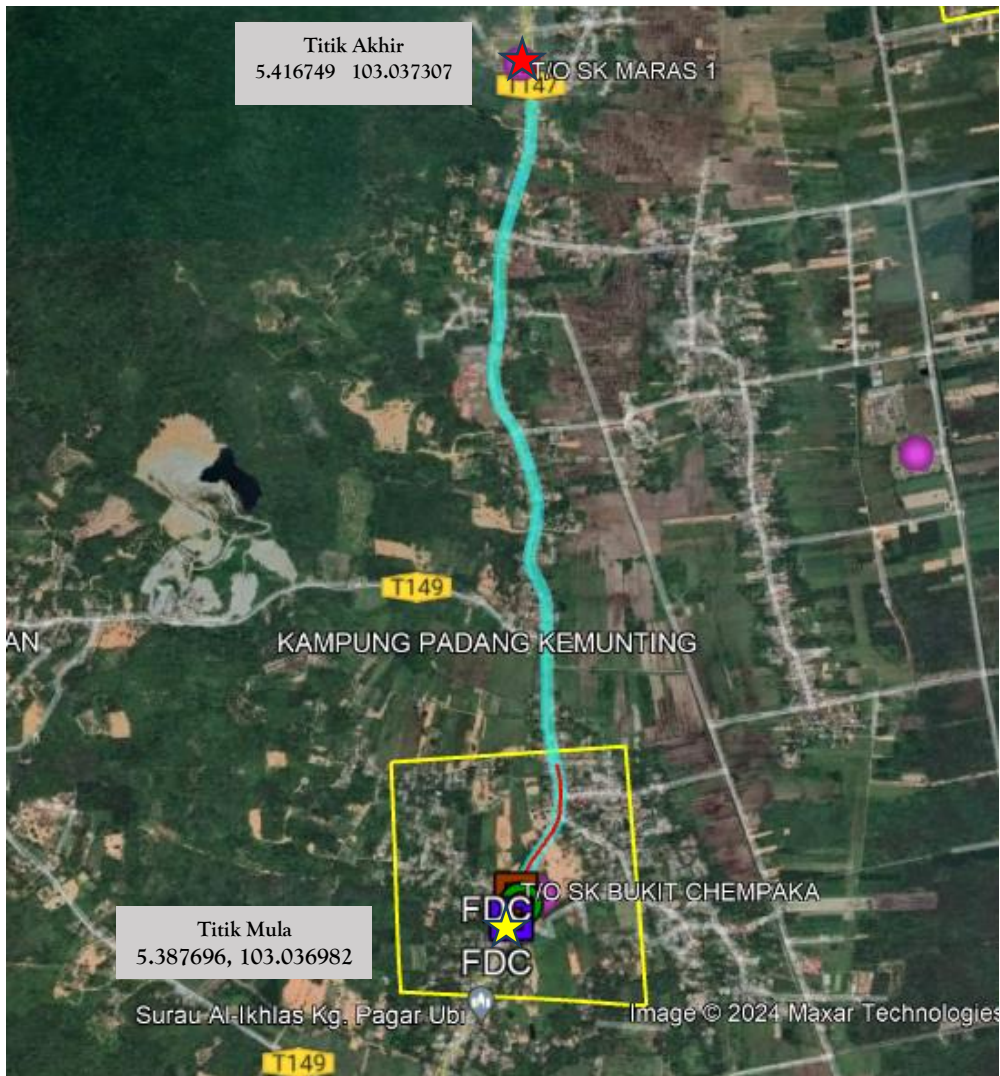 Titik Akhir
5.416749   103.037307
T/O SK MARAS 1
T147
T149
AN
KAMPUNG PADANG KEMUNTING
T/O SK BUKIT CHEMPAKA
FDC
Titik Mula
5.387696, 103.036982
FDC
Surau Al-Ikhlas Kg. Pagar Ubi
Image © 2024 Maxar Technologies
T149